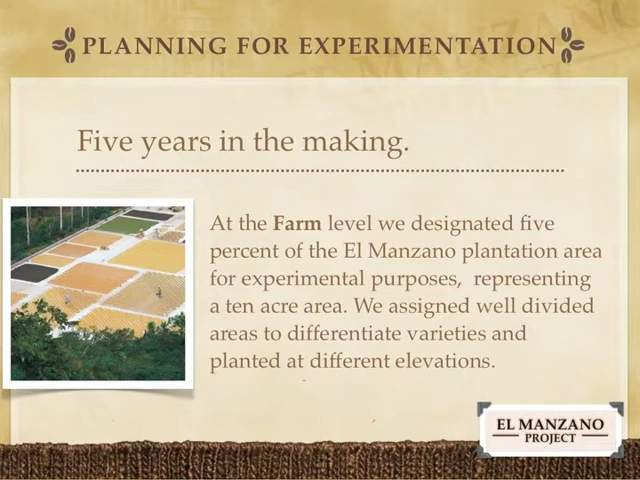 PLANNING FOR EXPERIMENTATION
Five years in the making.
At the Farm level we designated five
percent of the El Manzano plantation area
for experimental purposes,  representing
a ten acre area. We assigned well divided
areas to differentiate varieties and
planted at different elevations.
EL MANZANO
PROJECT